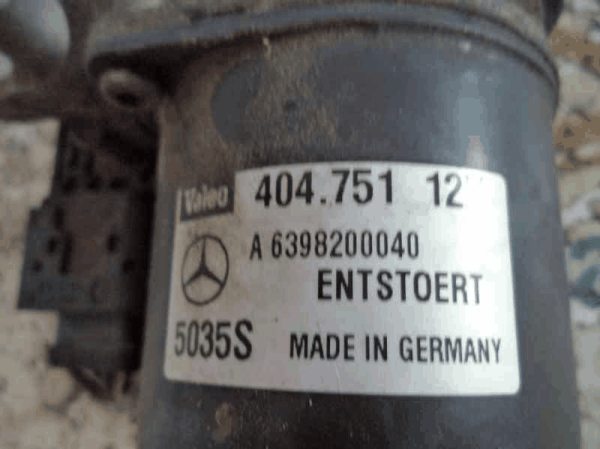 Valeo 404.751 12
A 6398200040
ENTSTOERT
5035S MADE IN GERMANY